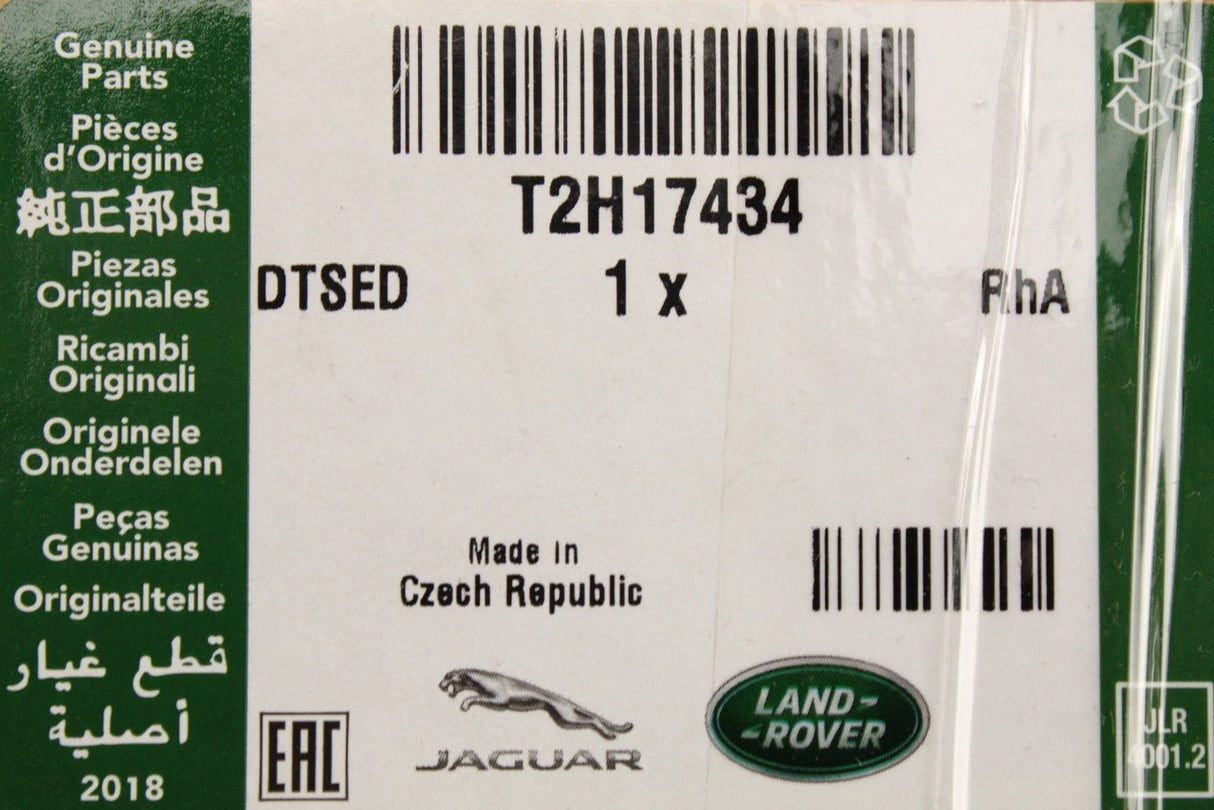 Genuine
Parts
Pièces
d'Origine
純正部品
Piezas
Originales
Ricambi
Originali
Originele
Onderdelen
Peças
Genuinas
Originalteile
قطع غيار
أصلية
2018
T2H17434
DTSED 1 x RhA
Made in
Czech Republic
EAC
JAGUAR
LAND-
-ROVER
JLR
4001.2